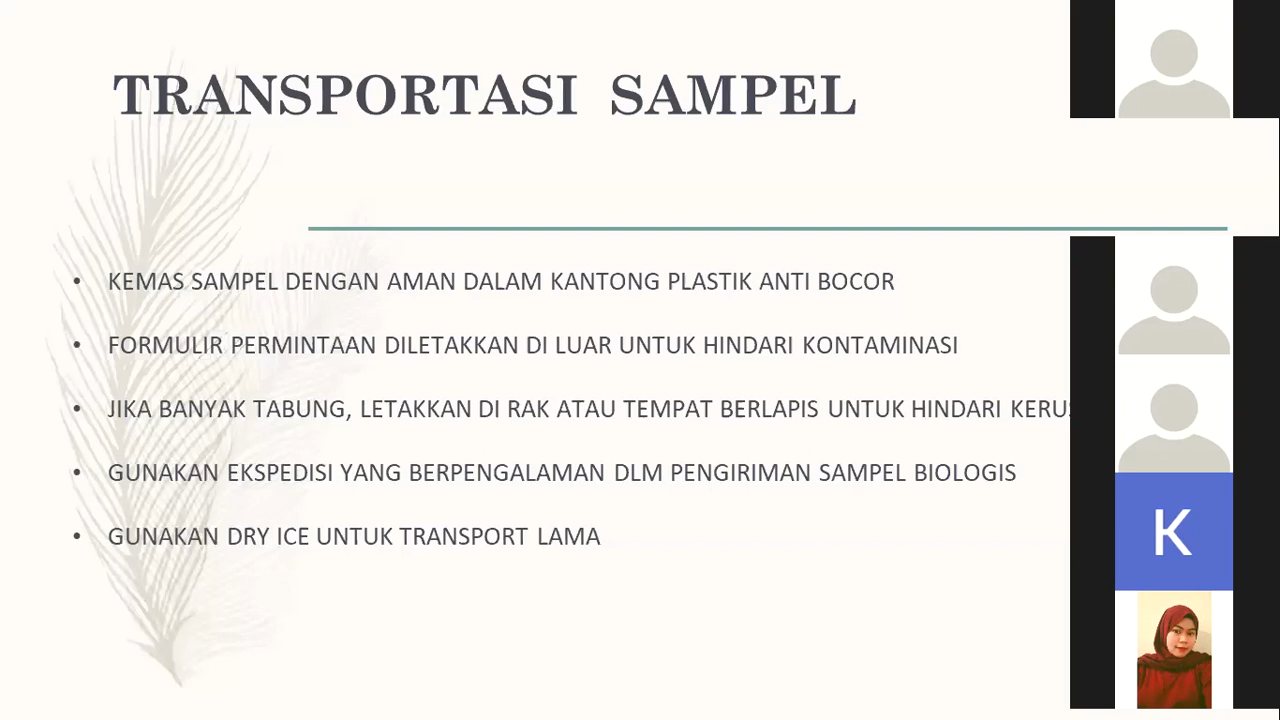 TRANSPORTASI SAMPEL
• KEMAS SAMPEL DENGAN AMAN DALAM KANTONG PLASTIK ANTI BOCOR
• FORMULIR PERMINTAAN DILETAKKAN DI LUAR UNTUK HINDARI KONTAMINASI
• JIKA BANYAK TABUNG, LETAKKAN DI RAK ATAU TEMPAT BERLAPIS UNTUK HINDARI
• GUNAKAN EKSPEDISI YANG BERPENGALAMAN DLM PENGIRIMAN SAMPEL BIOLOGIS
K
• GUNAKAN DRY ICE UNTUK TRANSPORT LAMA